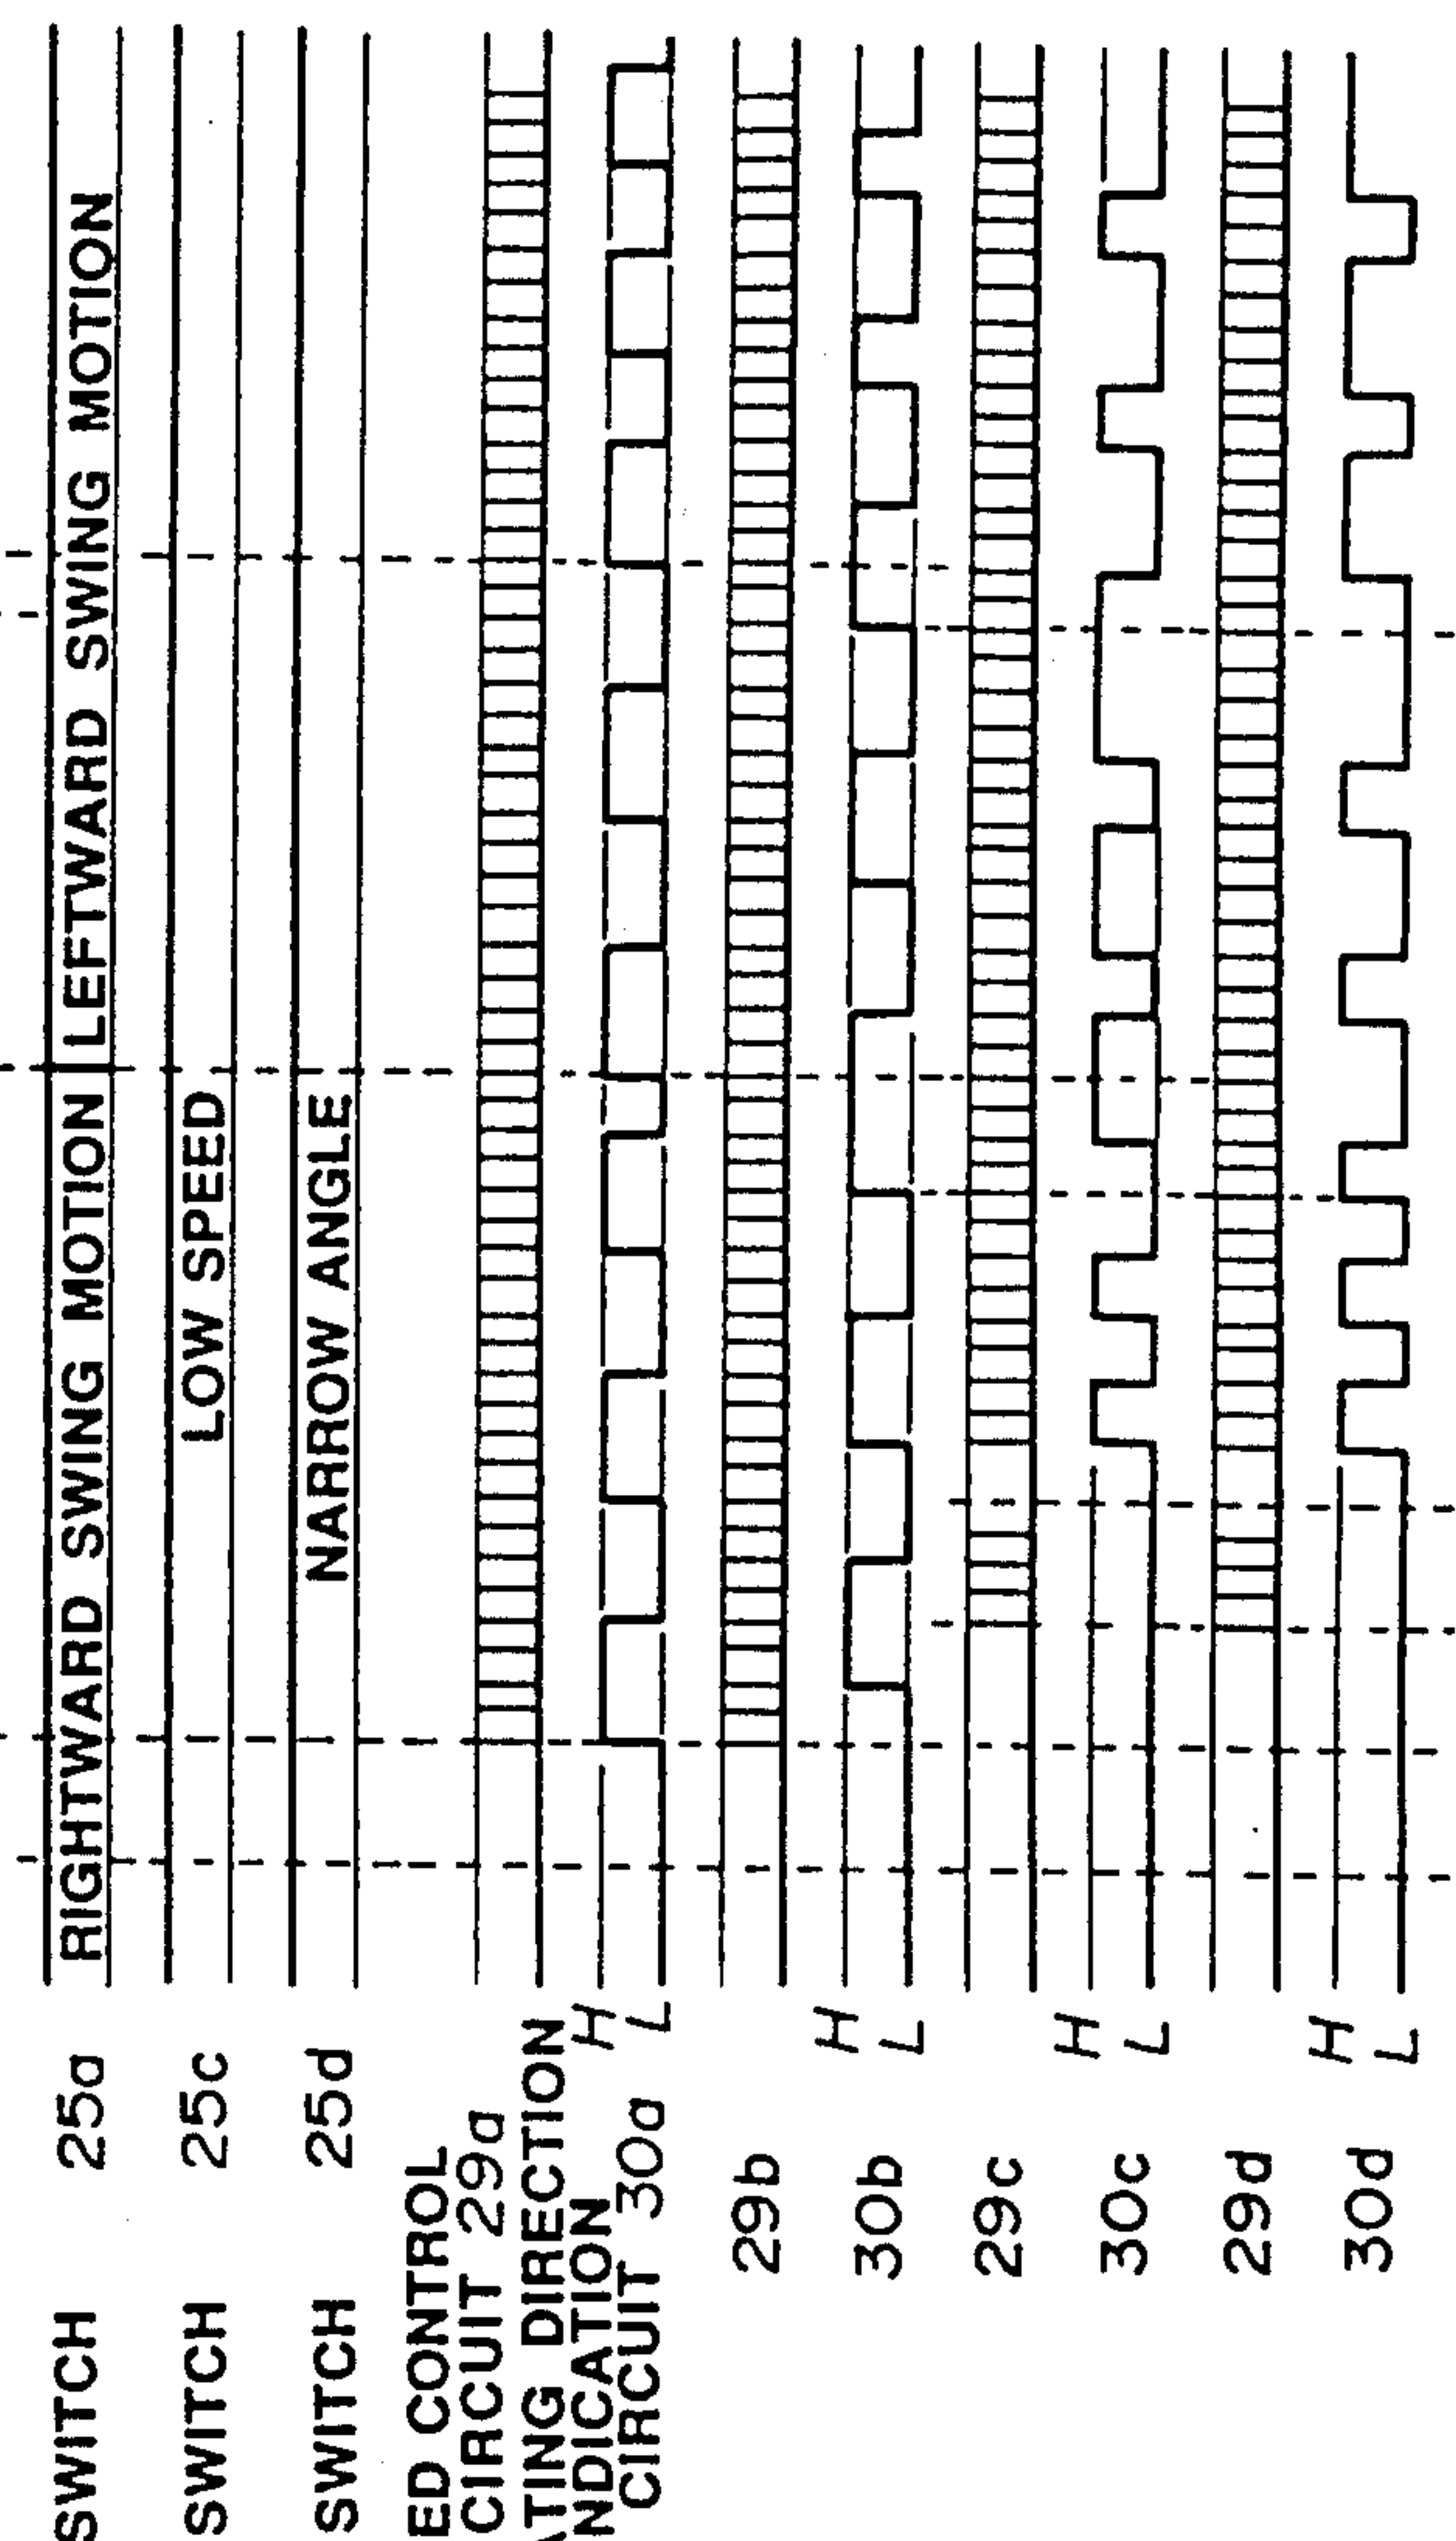 SWITCH 25a RIGHTWARD SWING MOTION LEFTWARD SWING MOTION
SWITCH 25c LOW SPEED
SWITCH 25d NARROW ANGLE
ED CONTROL
CIRCUIT 29a
ATING DIRECTION
NDICATION
CIRCUIT 30a H L
29b
30b H L
29c
30c H L
29d
30d H L